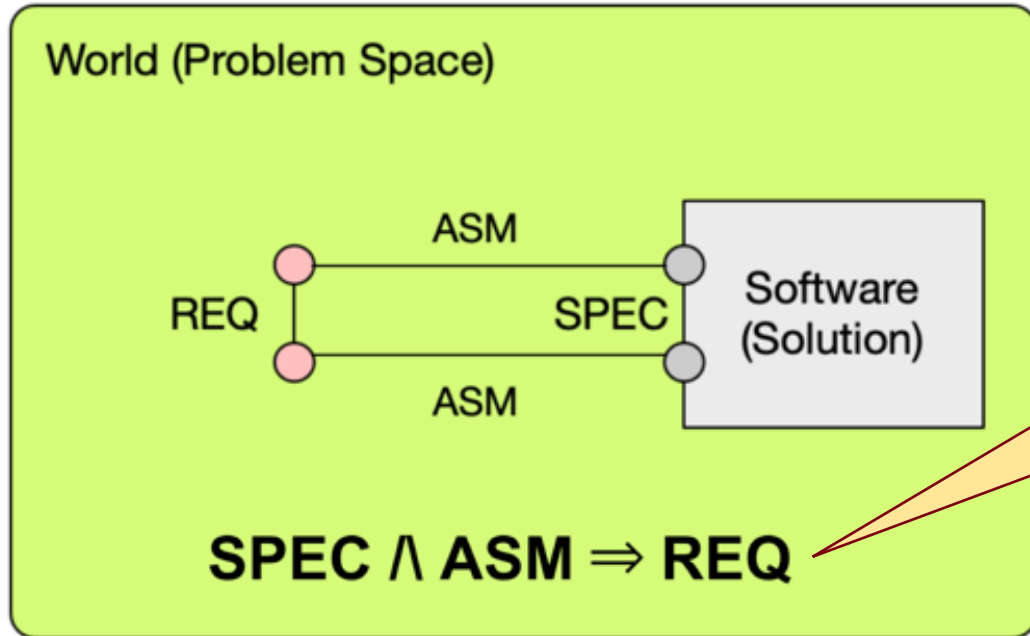 World (Problem Space)
ASM
REQ
SPEC
Software
(Solution)
ASM
SPEC /\ ASM ⇒ REQ